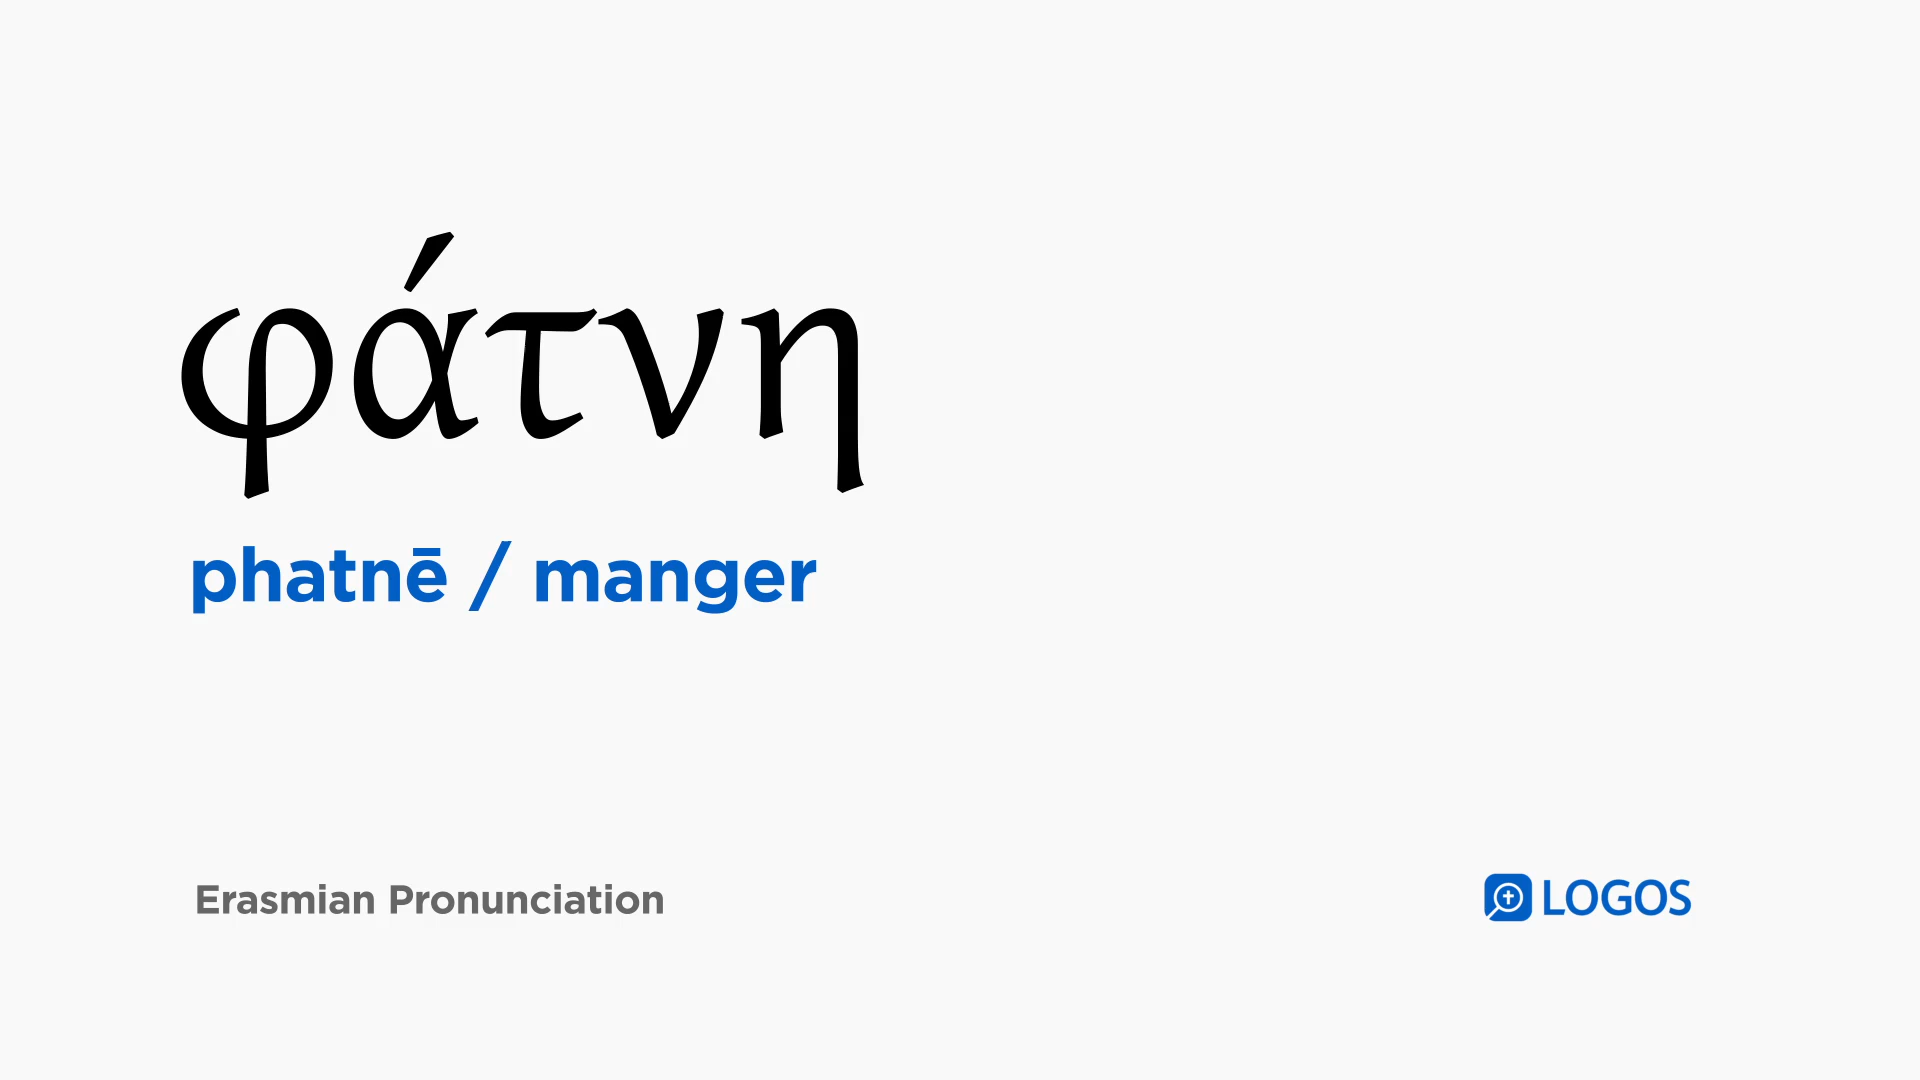 φάτνη
phatnē / manger
Erasmian Pronunciation
LOGOS